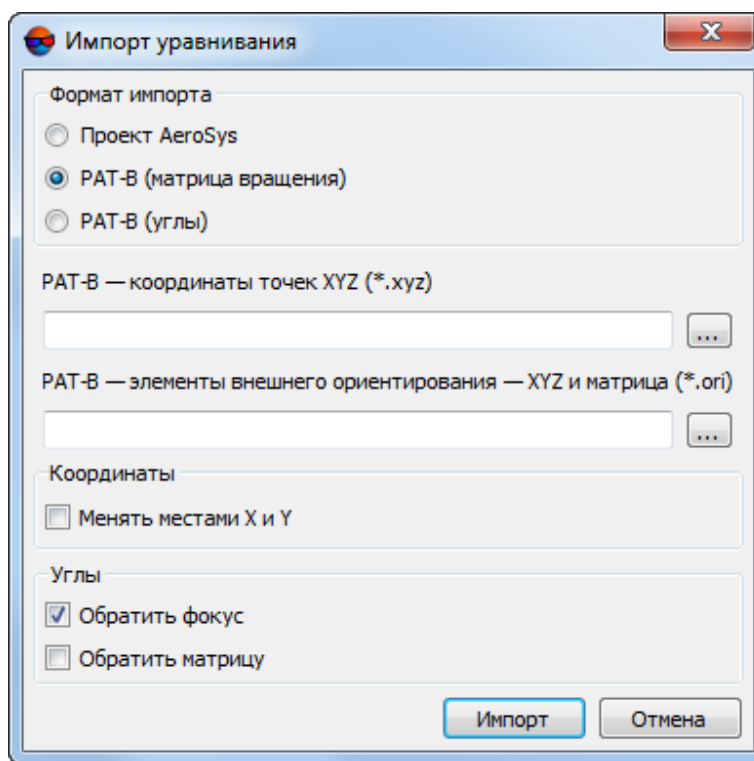 Импорт уравнивания
Формат импорта
Проект AeroSys
PAT-B (матрица вращения)
PAT-B (углы)
PAT-B — координаты точек XYZ (*.xyz)
...
PAT-B — элементы внешнего ориентирования — XYZ и матрица (*.ori)
...
Координаты
Менять местами X и Y
Углы
Обратить фокус
Обратить матрицу
Импорт Отмена